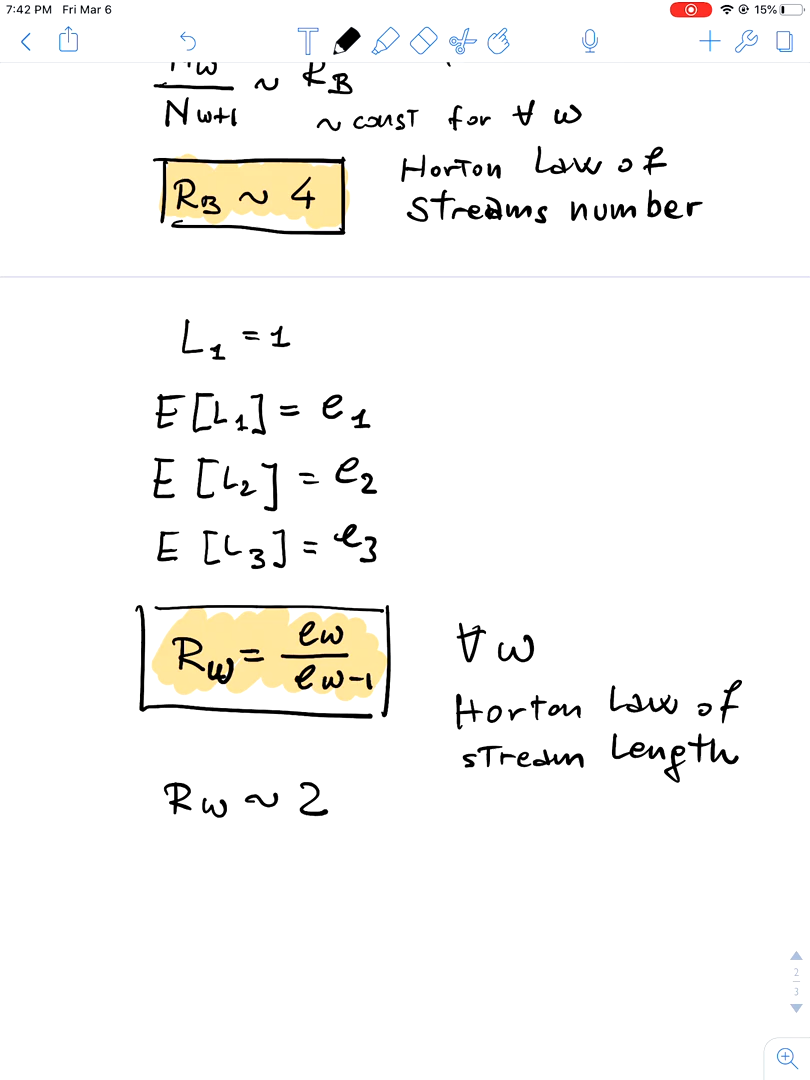 7:42 PM Fri Mar 6
15%
T
Nω / Nω+1 ~ RB
~ const for ∀ ω
RB ~ 4
Horton Law of
Streams number
L1 = 1
E[L1] = e1
E [L2] = e2
E [L3] = e3
Rω = eω / eω-1
∀ ω
Horton Law of
stream Length
Rω ~ 2
2
3